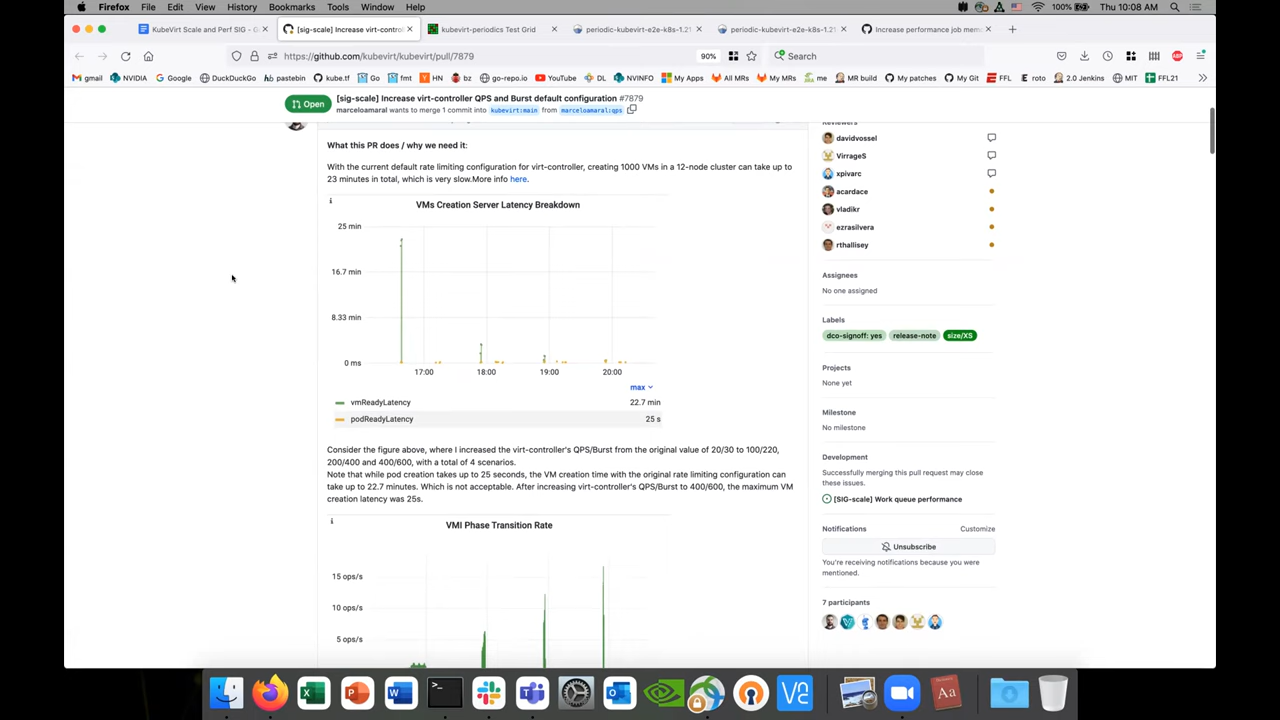 Firefox File Edit View History Bookmarks Tools Window Help 100% Tue 10:08 AM
KubeVirt Scale and Perf SIG - G
[sig-scale] Increase virt-contro
kubevirt-periodics Test Grid
periodic-kubevirt-e2e-k8s-1.21
periodic-kubevirt-e2e-k8s-1.21
Increase performance job mem
https://github.com/kubevirt/kubevirt/pull/7879 90% Search
gmail NVIDIA Google DuckDuckGo pastebin kube.tf Go fmt HN bz go-repo.io YouTube DL NVINFO My Apps All MRs My MRs me MR build My patches My Git FFL eroto 2.0 Jenkins MIT FFL21
Open
[sig-scale] Increase virt-controller QPS and Burst default configuration #7879
marceloamaral wants to merge 1 commit into kubevirt:main from marceloamaral:qps
What this PR does / why we need it:
With the current default rate limiting configuration for virt-controller, creating 1000 VMs in a 12-node cluster can take up to
23 minutes in total, which is very slow.More info here.
VMs Creation Server Latency Breakdown
25 min
16.7 min
8.33 min
0 ms
17:00 18:00 19:00 20:00
max
vmReadyLatency 22.7 min
podReadyLatency 25 s
Consider the figure above, where I increased the virt-controller's QPS/Burst from the original value of 20/30 to 100/220,
200/400 and 400/600, with a total of 4 scenarios.
Note that while pod creation takes up to 25 seconds, the VM creation time with the original rate limiting configuration can
take up to 22.7 minutes. Which is not acceptable. After increasing virt-controller's QPS/Burst to 400/600, the maximum VM
creation latency was 25s.
VMI Phase Transition Rate
15 ops/s
10 ops/s
5 ops/s
Reviewers
davidvossel
VirrageS
xpivarc
acardace
vladikr
ezrasilvera
rthallisey
Assignees
No one assigned
Labels
dco-signoff: yes release-note size/XS
Projects
None yet
Milestone
No milestone
Development
Successfully merging this pull request may close
these issues.
[SIG-scale] Work queue performance
Notifications Customize
Unsubscribe
You're receiving notifications because you were
mentioned.
7 participants